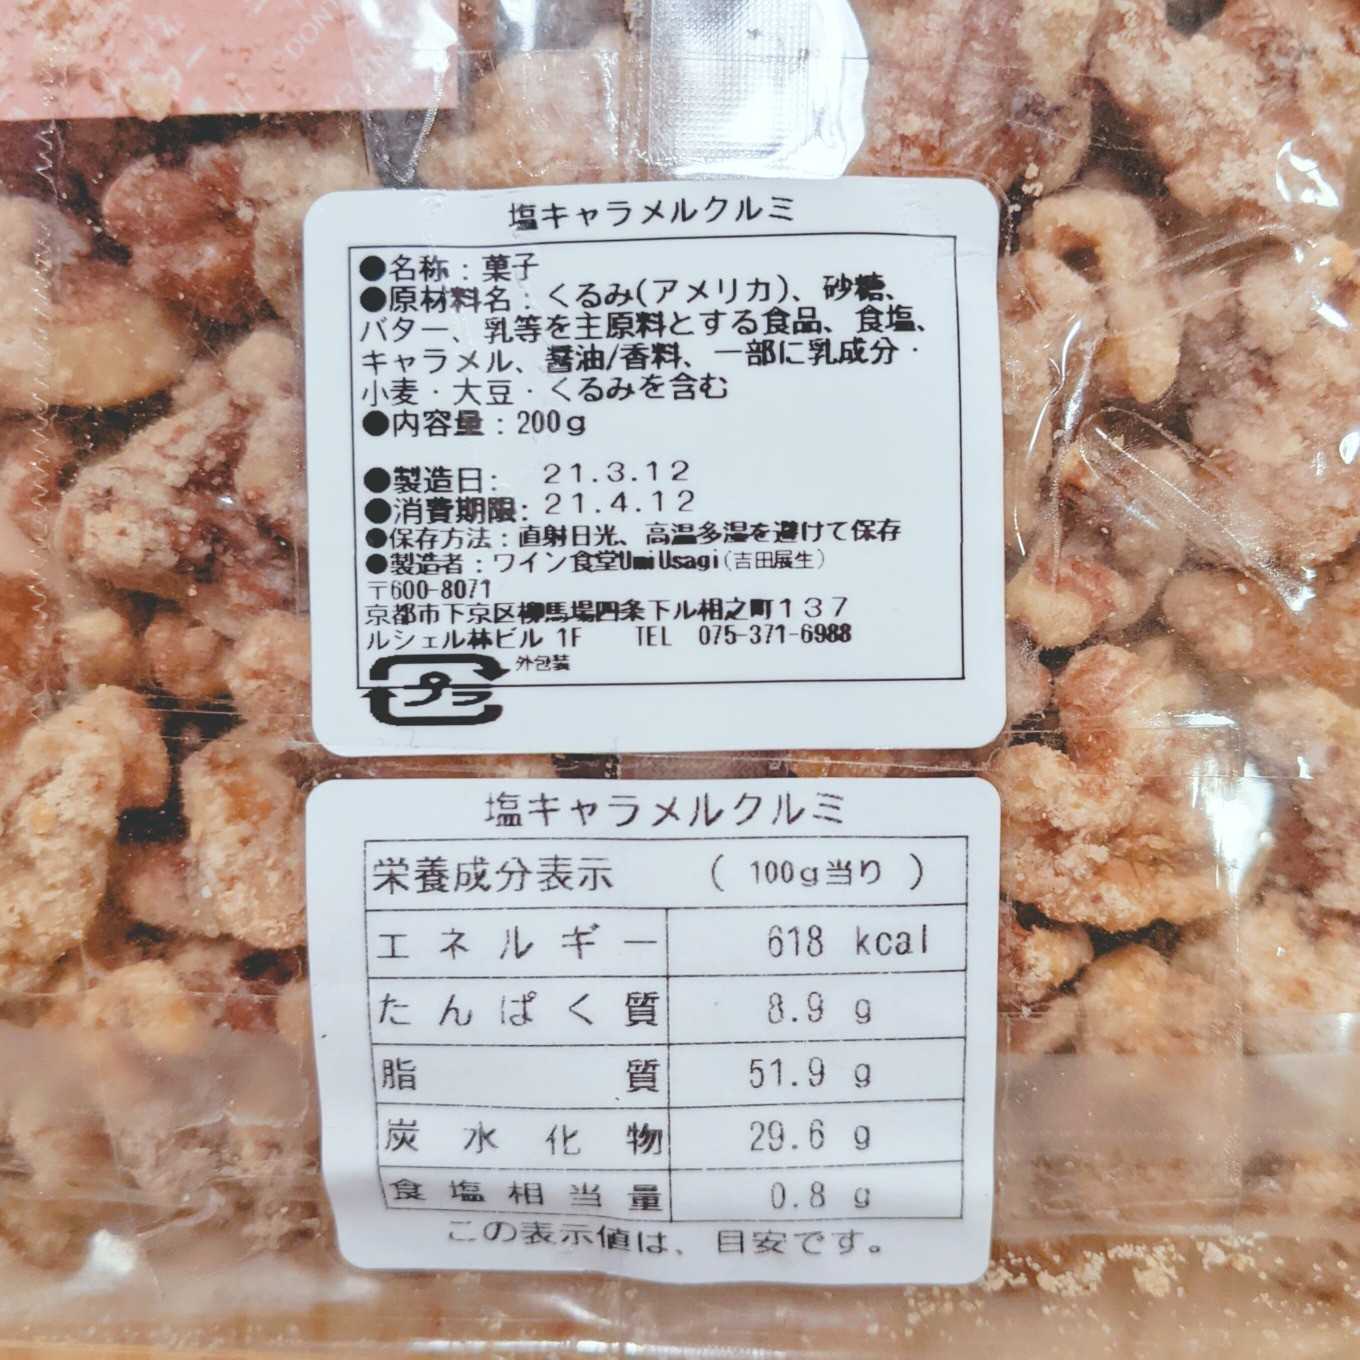 塩キャラメルクルミ
●名称：菓子
●原材料名：くるみ(アメリカ)、砂糖、
バター、乳等を主原料とする食品、食塩、
キャラメル、醤油/香料、一部に乳成分・
小麦・大豆・くるみを含む
●内容量：200g
●製造日： 21.3.12
●消費期限: 21.4.12
●保存方法：直射日光、高温多湿を避けて保存
●製造者：ワイン食堂Umi Usagi(吉田展生)
〒600-8071
京都市下京区柳馬場四条下ル相之町１３７
ルシェル林ビル 1F TEL 075-371-6988
プラ 外包装
塩キャラメルクルミ
栄養成分表示 （ 100g当り ）
エネルギー 618 kcal
たんぱく質 8.9 g
脂質 51.9 g
炭水化物 29.6 g
食塩相当量 0.8 g
この表示値は、目安です。